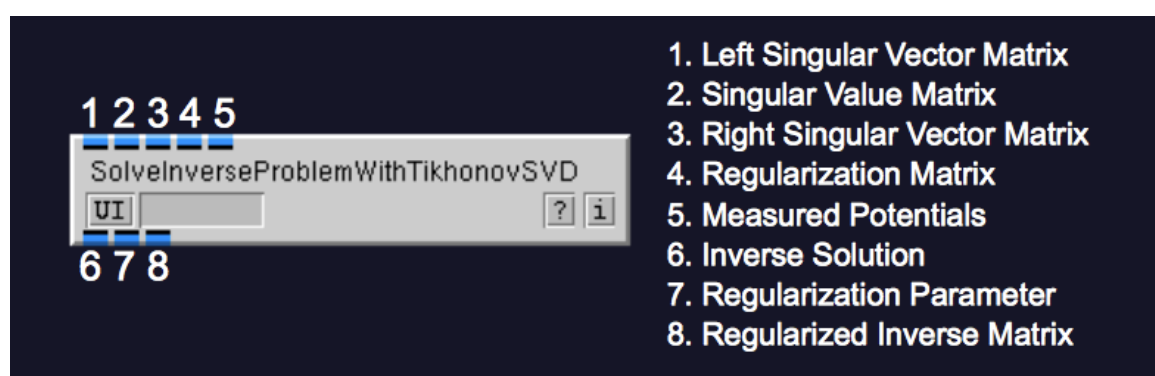 1 2 3 4 5
SolveInverseProblemWithTikhonovSVD
UI ? i
6 7 8
1. Left Singular Vector Matrix
2. Singular Value Matrix
3. Right Singular Vector Matrix
4. Regularization Matrix
5. Measured Potentials
6. Inverse Solution
7. Regularization Parameter
8. Regularized Inverse Matrix